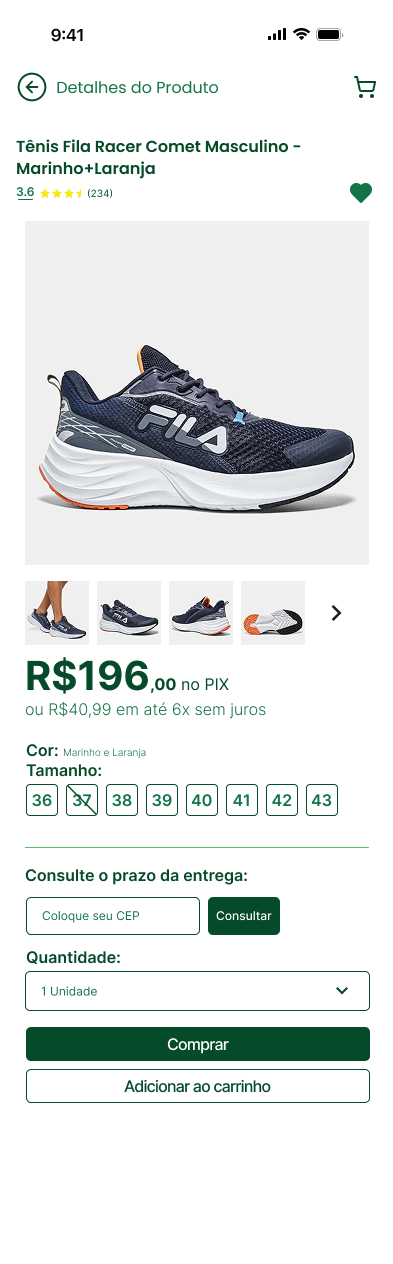 9:41
Detalhes do Produto
Tênis Fila Racer Comet Masculino -
Marinho+Laranja
3.6 (234)
FILA
FILA
R$196,00 no PIX
ou R$40,99 em até 6x sem juros
Cor: Marinho e Laranja
Tamanho:
36 37 38 39 40 41 42 43
Consulte o prazo da entrega:
Coloque seu CEP Consultar
Quantidade:
1 Unidade
Comprar
Adicionar ao carrinho